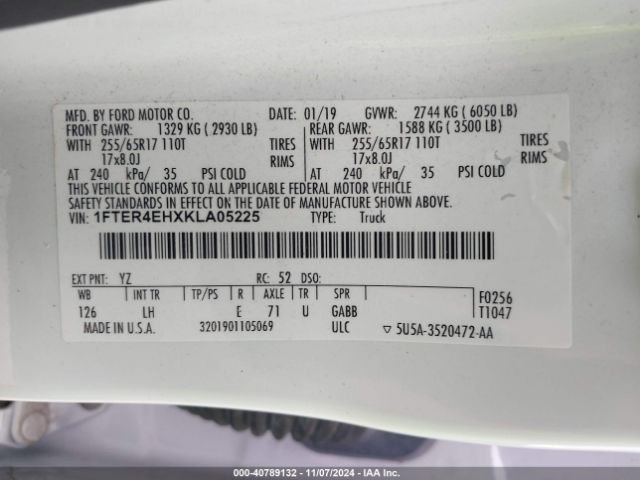 MFD. BY FORD MOTOR CO. DATE: 01/19 GVWR: 2744 KG ( 6050 LB)
FRONT GAWR: 1329 KG ( 2930 LB) REAR GAWR: 1588 KG ( 3500 LB)
WITH 255/65R17 110T TIRES WITH 255/65R17 110T TIRES
17x8.0J RIMS 17x8.0J RIMS
AT 240 kPa/ 35 PSI COLD AT 240 kPa/ 35 PSI COLD
THIS VEHICLE CONFORMS TO ALL APPLICABLE FEDERAL MOTOR VEHICLE
SAFETY STANDARDS IN EFFECT ON THE DATE OF MANUFACTURE SHOWN ABOVE.
VIN: 1FTER4EHXKLA05225 TYPE: Truck
EXT PNT: YZ RC: 52 DSO:
WB INT TR TP/PS R AXLE TR SPR F0256
126 LH E 71 U GABB T1047
MADE IN U.S.A. 3201901105069 ULC ▽ 5U5A-3520472-AA
000-40789132 - 11/07/2024 - IAAI.COM